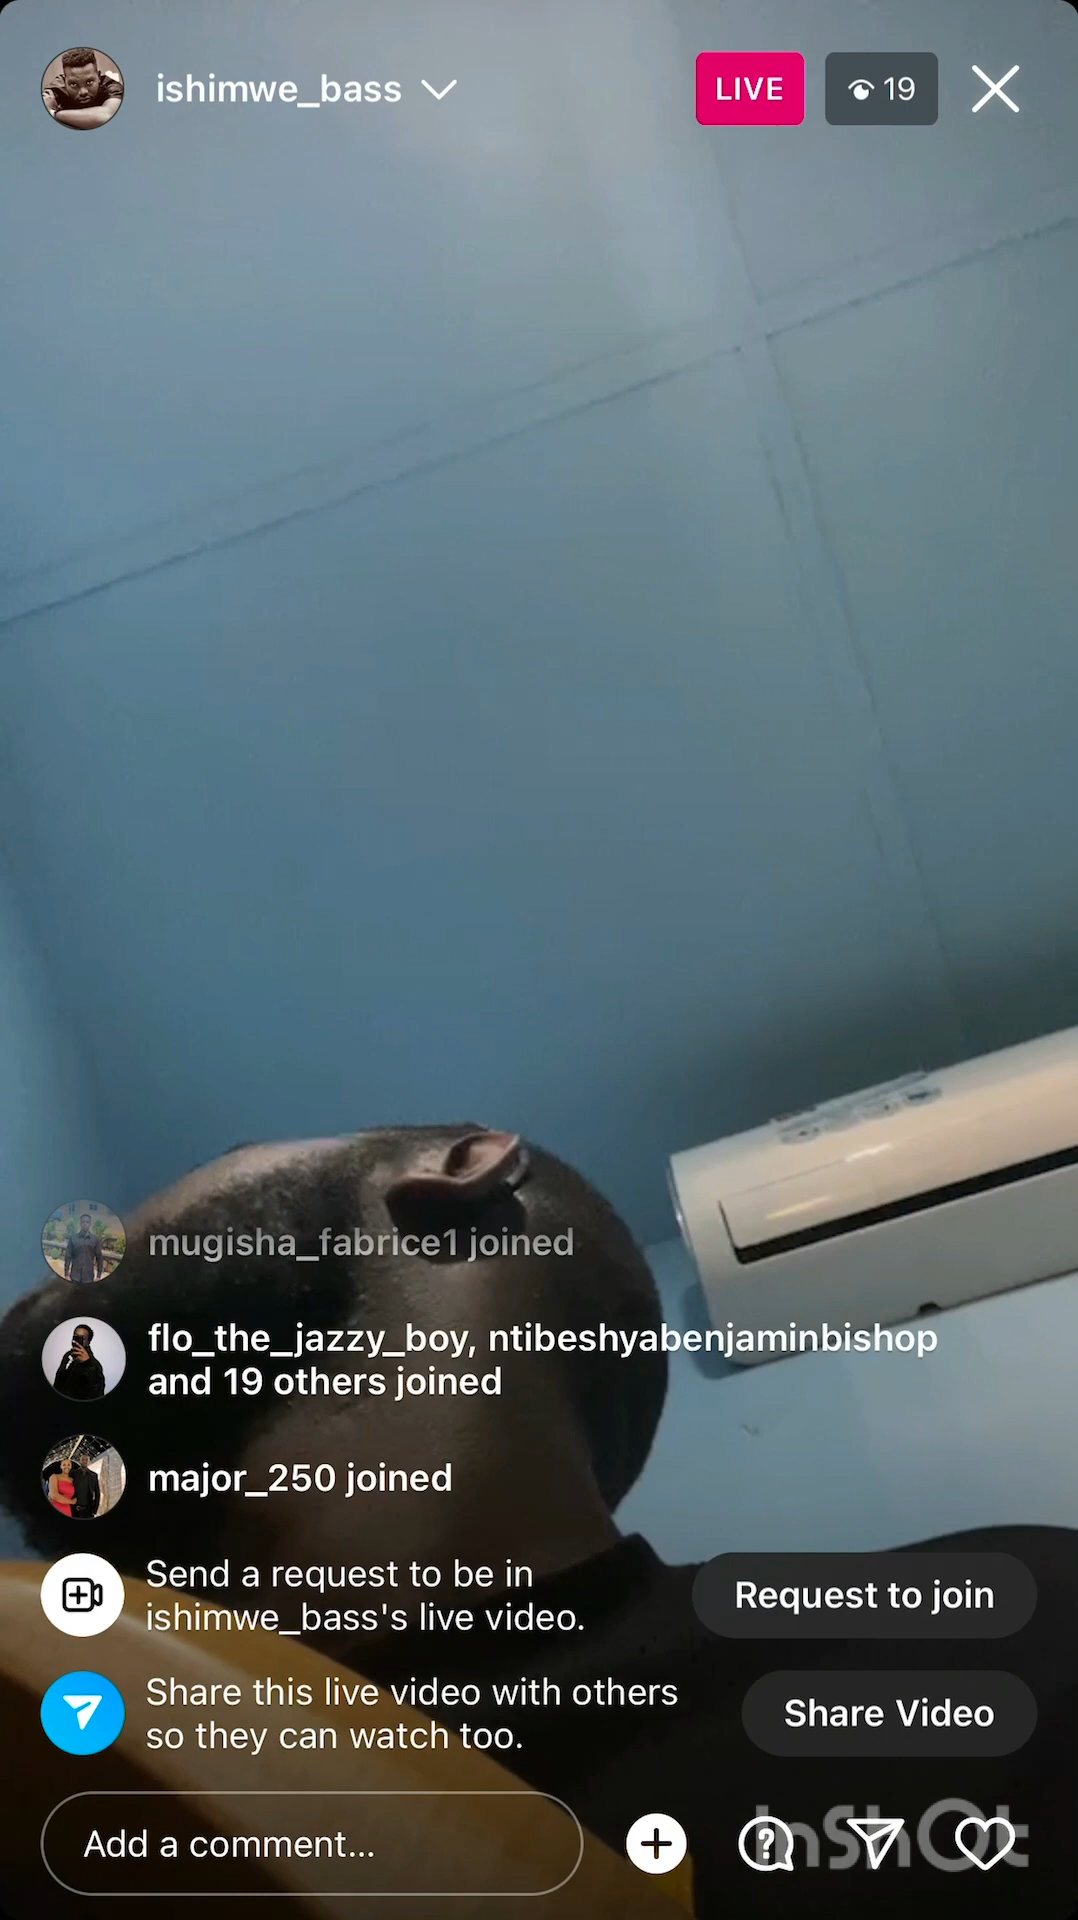 ishimwe_bass
LIVE
19
mugisha_fabrice1 joined
flo_the_jazzy_boy, ntibeshyabenjaminbishop
and 19 others joined
major_250 joined
Send a request to be in
ishimwe_bass's live video.
Request to join
Share this live video with others
so they can watch too.
Share Video
Add a comment...
InShOt